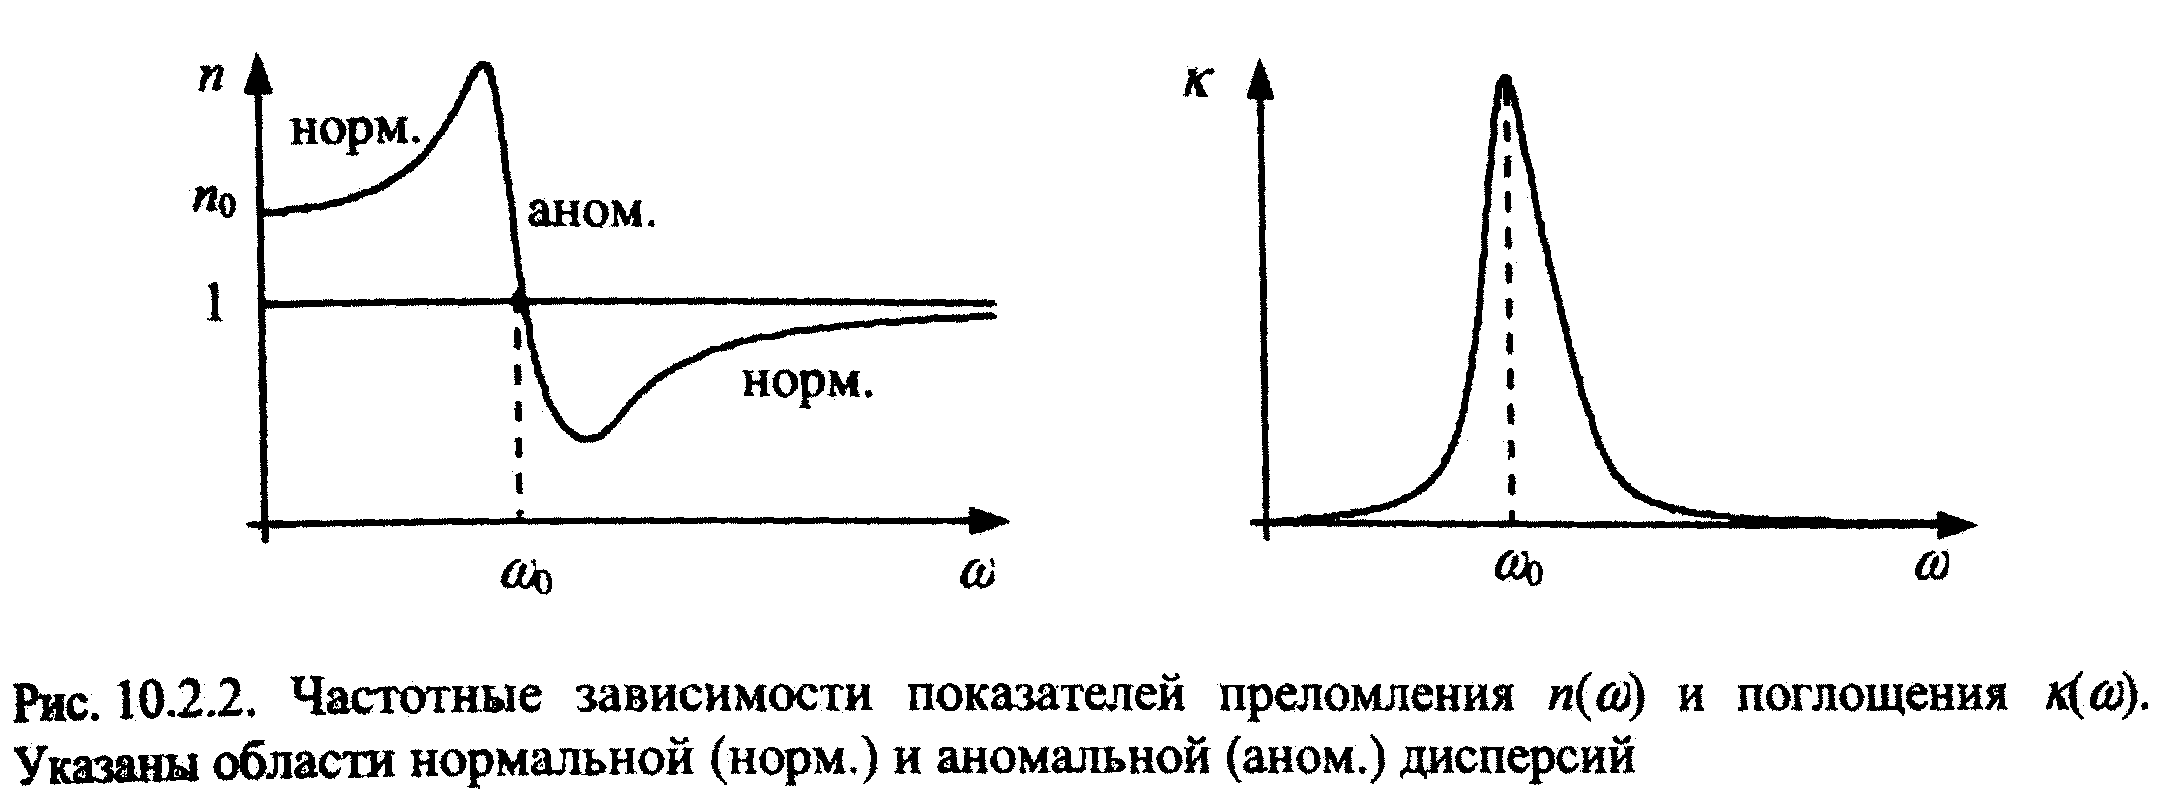 n
норм.
n₀
аном.
1
норм.
ω₀
ω
κ
ω₀
ω
Рис. 10.2.2. Частотные зависимости показателей преломления n(ω) и поглощения κ(ω).
Указаны области нормальной (норм.) и аномальной (аном.) дисперсий